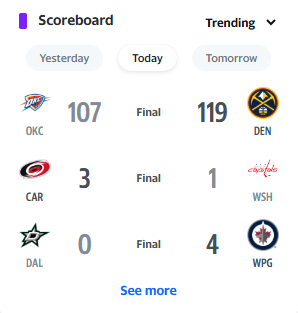 Scoreboard Trending
Yesterday Today Tomorrow
107 Final 119
OKC DEN
3 Final 1
CAR WSH
0 Final 4
DAL WPG
See more